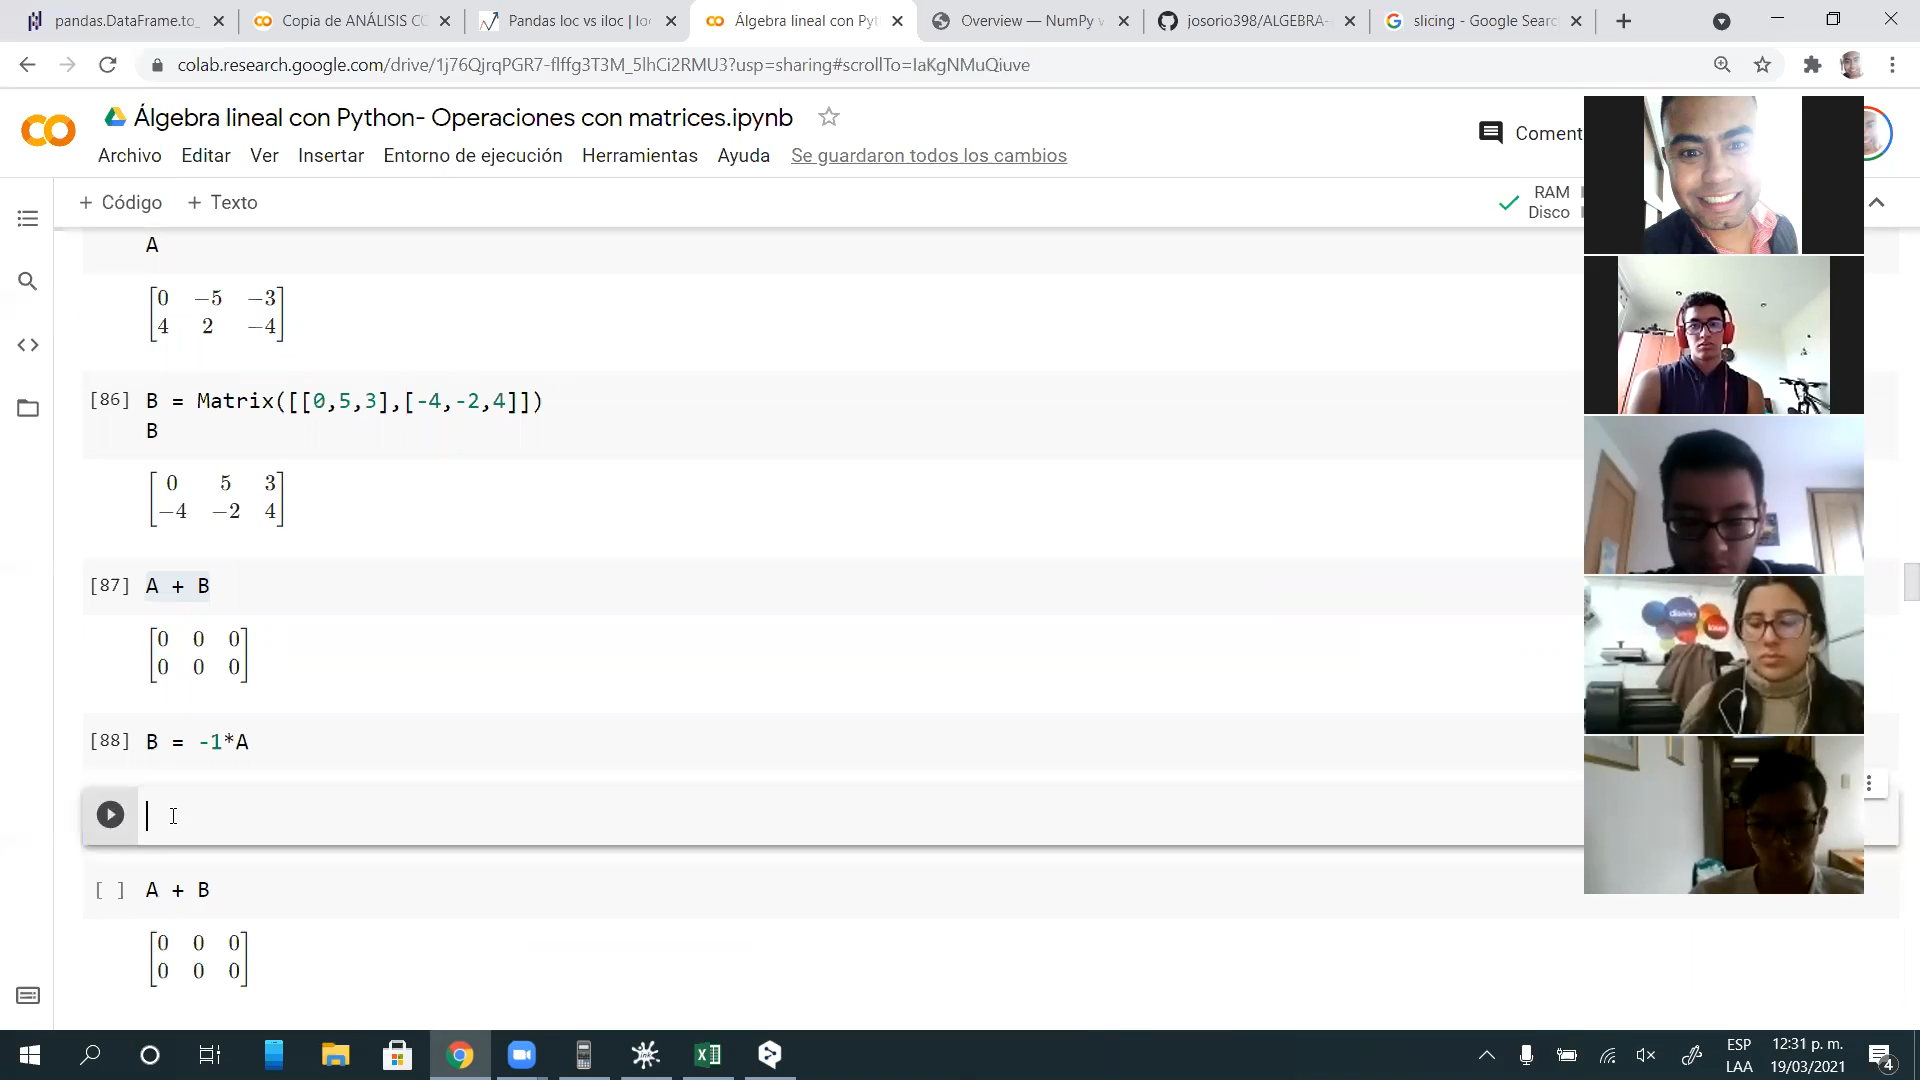 pandas.DataFrame.to_
Copia de ANÁLISIS CO
Pandas loc vs iloc | loc
Álgebra lineal con Pyt
Overview — NumPy v
josorio398/ALGEBRA-
slicing - Google Searc
colab.research.google.com/drive/1j76QjrqPGR7-flffg3T3M_5lhCi2RMU3?usp=sharing#scrollTo=IaKgNMuQiuve
Álgebra lineal con Python- Operaciones con matrices.ipynb
Coment
Archivo Editar Ver Insertar Entorno de ejecución Herramientas Ayuda Se guardaron todos los cambios
+ Código + Texto
RAM
Disco
A
0 −5 −3
4 2 −4
[86] B = Matrix([[0,5,3],[-4,-2,4]])
B
0 5 3
−4 −2 4
[87] A + B
0 0 0
0 0 0
[88] B = -1*A
[ ] A + B
0 0 0
0 0 0
ESP
LAA
12:31 p. m.
19/03/2021
4